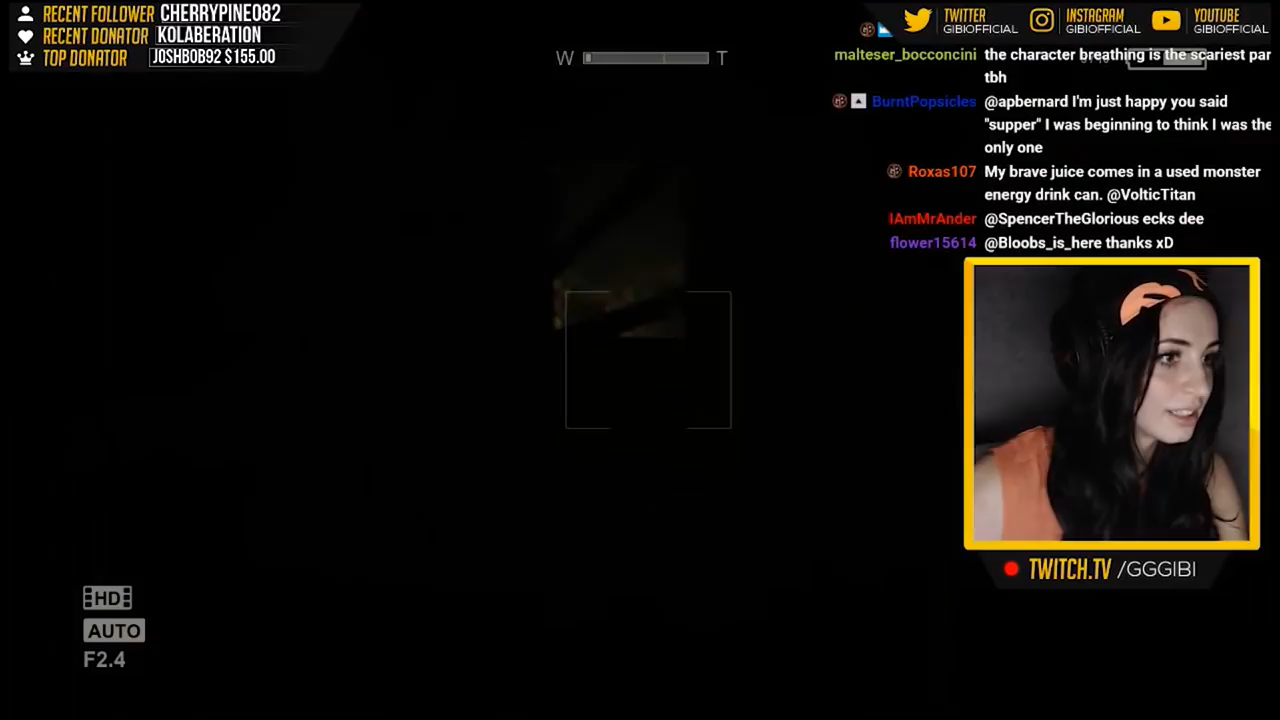 RECENT FOLLOWER CHERRYPINE082
RECENT DONATOR KOLABERATION
TOP DONATOR JOSHBOB92 $155.00
W T
TWITTER
GIBIOFFICIAL
INSTAGRAM
GIBIOFFICIAL
YOUTUBE
GIBIOFFICIAL
malteser_bocconcini the character breathing is the scariest par
tbh
BurntPopsicles @apbernard I'm just happy you said
"supper" I was beginning to think I was the
only one
Roxas107 My brave juice comes in a used monster
energy drink can. @VolticTitan
IAmMrAnder @SpencerTheGlorious ecks dee
flower15614 @Bloobs_is_here thanks xD
TWITCH.TV/GGGIBI
HD
AUTO
F2.4